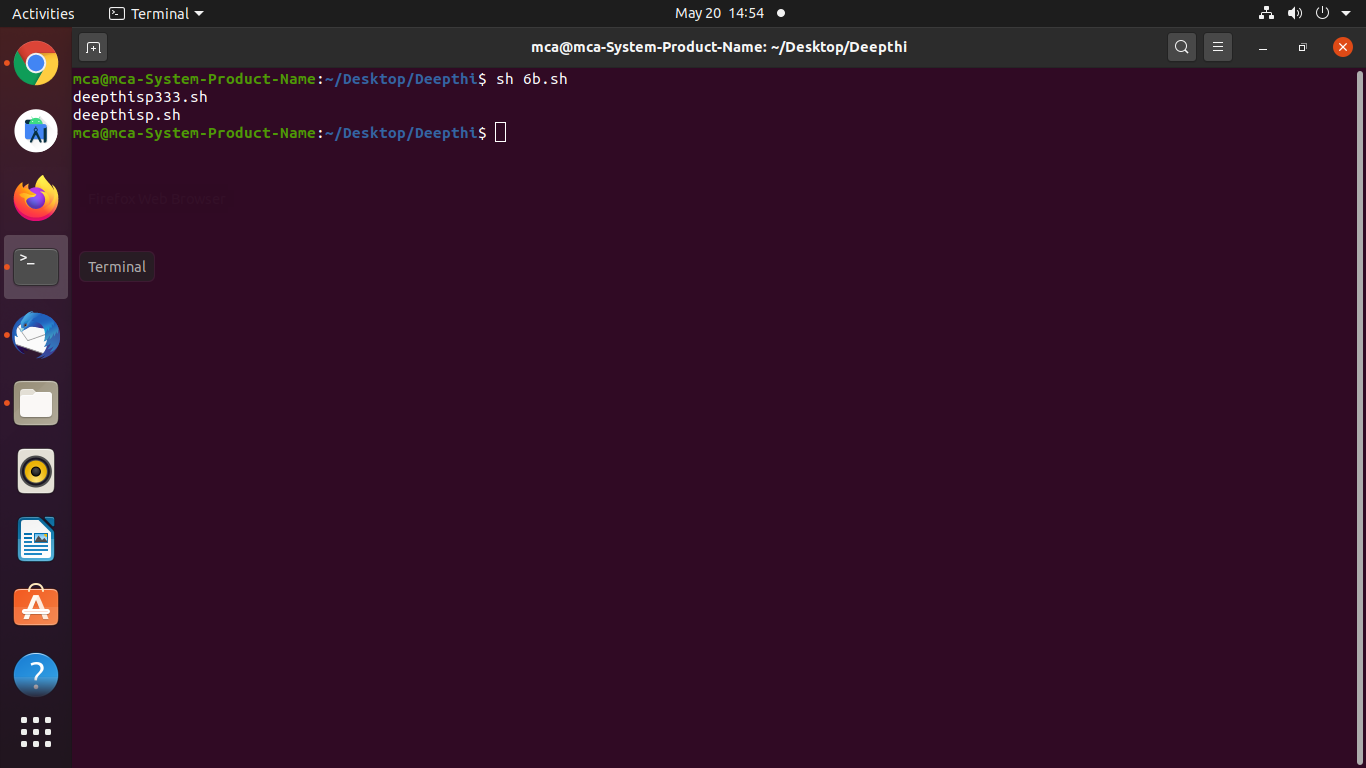 Activities
Terminal
May 20 14:54
mca@mca-System-Product-Name: ~/Desktop/Deepthi
mca@mca-System-Product-Name:~/Desktop/Deepthi$ sh 6b.sh
deepthisp333.sh
deepthisp.sh
mca@mca-System-Product-Name:~/Desktop/Deepthi$
Firefox Web Browser
Terminal